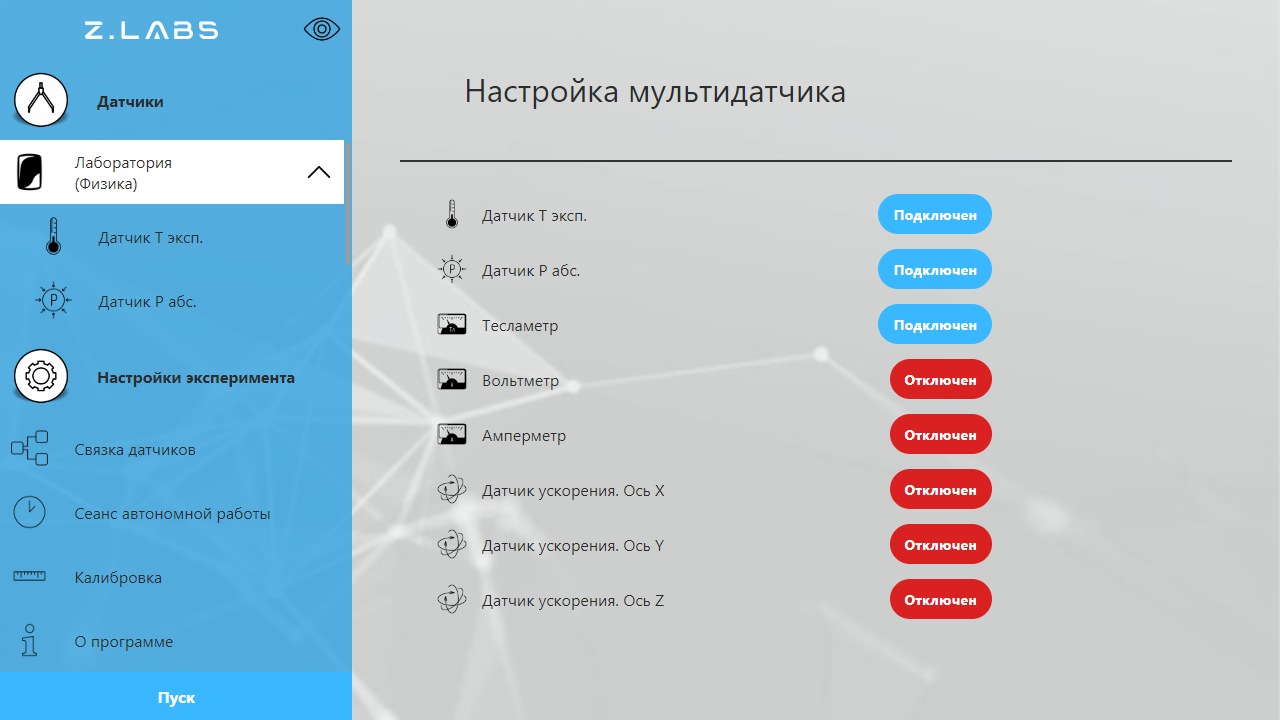 Z.LABS
Датчики
Лаборатория
(Физика)
Датчик Т эксп.
P
Датчик P абс.
Настройки эксперимента
Связка датчиков
Сеанс автономной работы
Калибровка
О программе
Пуск
Настройка мультидатчика
Датчик Т эксп.
Подключен
P
Датчик P абс.
Подключен
Тесламетр
Подключен
Вольтметр
Отключен
Амперметр
Отключен
Датчик ускорения. Ось X
Отключен
Датчик ускорения. Ось Y
Отключен
Датчик ускорения. Ось Z
Отключен